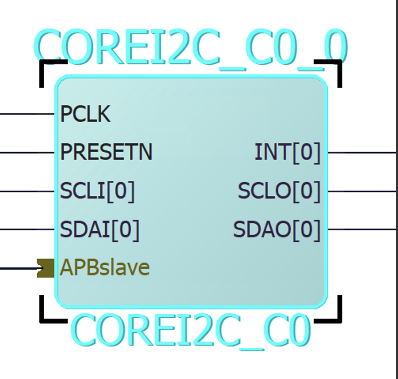 COREI2C_C0_0
PCLK
PRESETN INT[0]
SCLI[0] SCLO[0]
SDAI[0] SDAO[0]
APBslave
COREI2C_C0